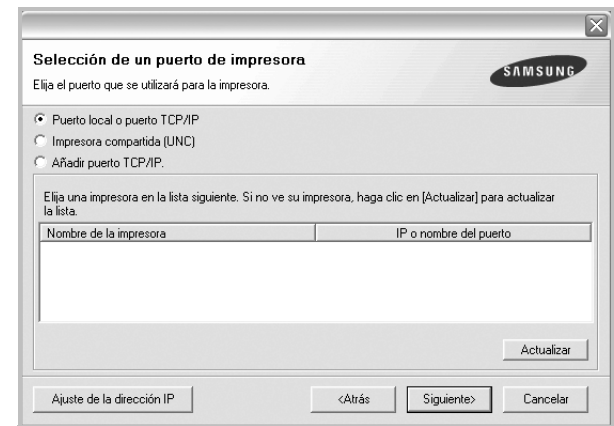 Selección de un puerto de impresora
Elija el puerto que se utilizará para la impresora.
SAMSUNG
Puerto local o puerto TCP/IP
Impresora compartida (UNC)
Añadir puerto TCP/IP.
Elija una impresora en la lista siguiente. Si no ve su impresora, haga clic en [Actualizar] para actualizar
la lista.
Nombre de la impresora IP o nombre del puerto
Actualizar
Ajuste de la dirección IP <Atrás Siguiente> Cancelar